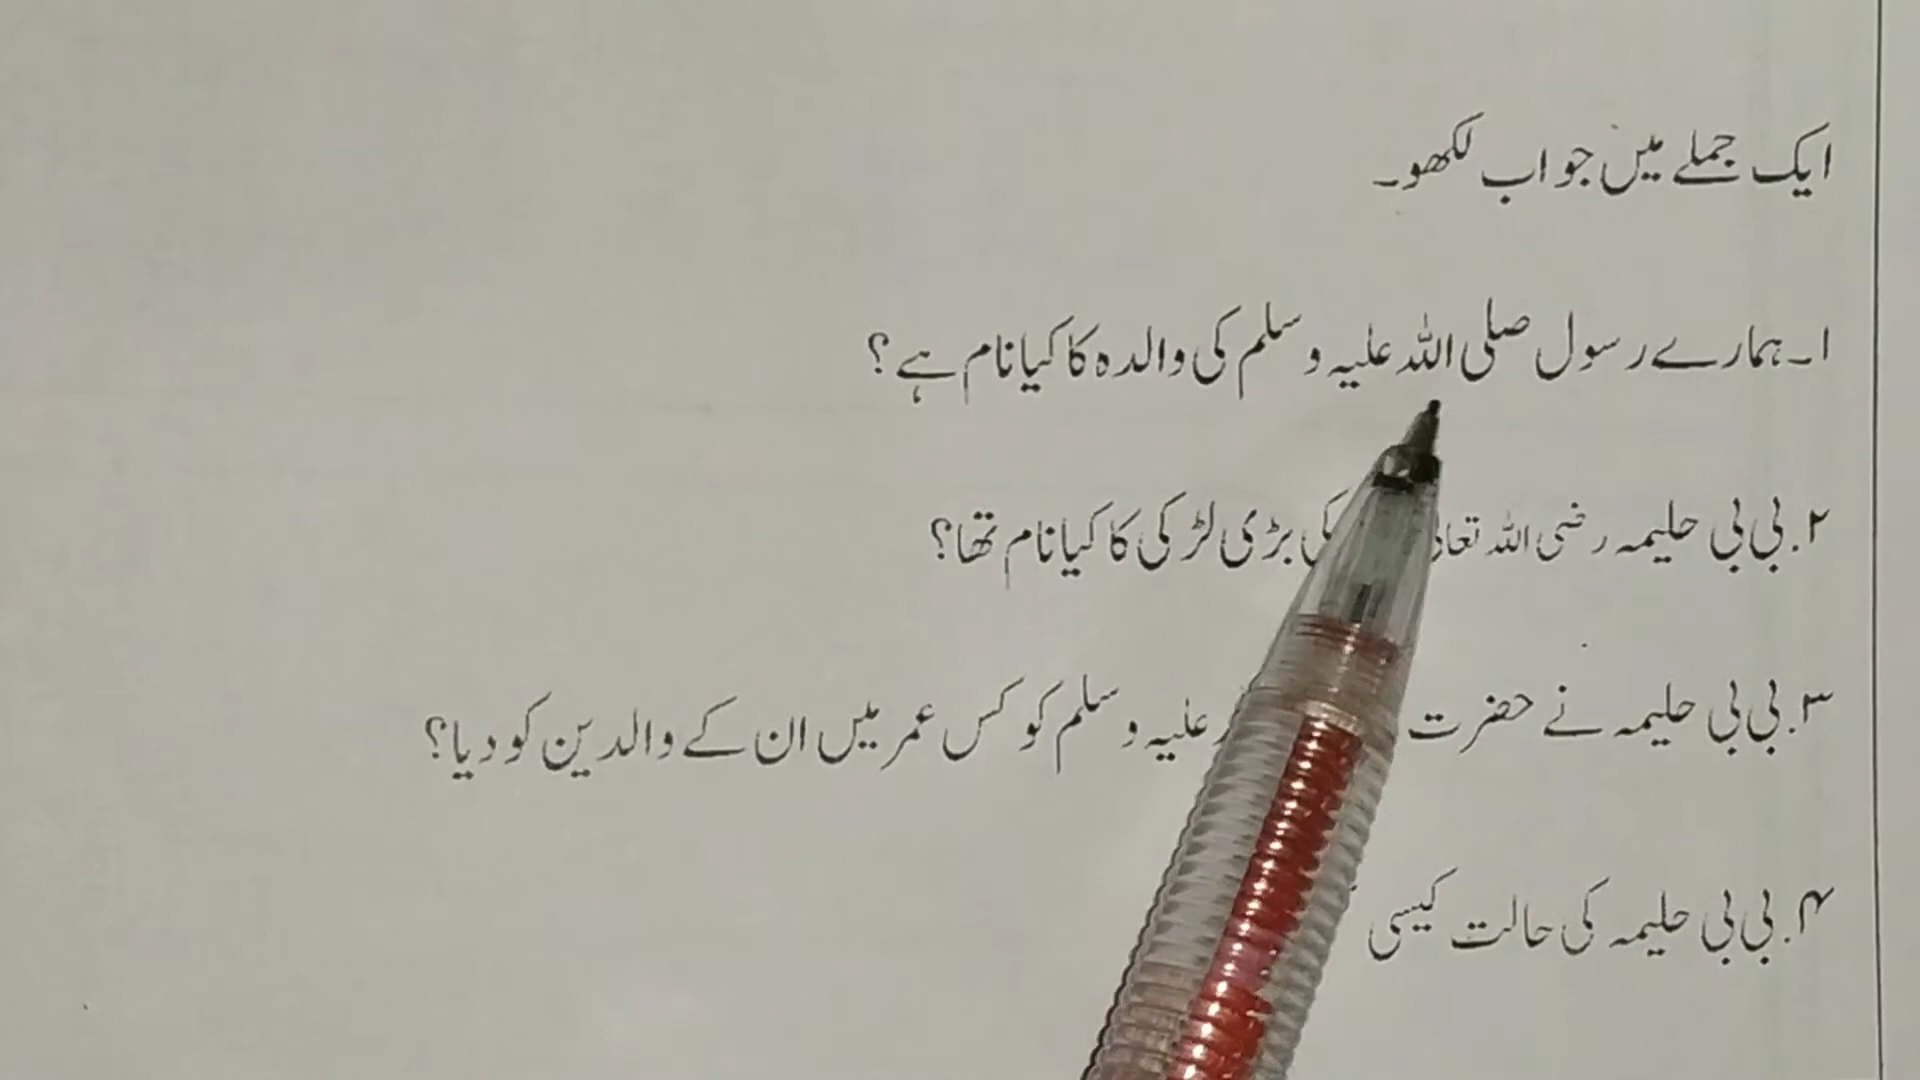 ایک جملے میں جواب لکھو۔
۱۔ہمارے رسول صلی اللہ علیہ وسلم کی والدہ کا کیا نام ہے؟
۲.بی بی حلیمہ رضی اللہ تعا کی بڑی لڑکی کا کیا نام تھا؟
۳.بی بی حلیمہ نے حضرت علیہ وسلم کو کس عمر میں ان کے والدین کو دیا؟
۴.بی بی حلیمہ کی حالت کیسی